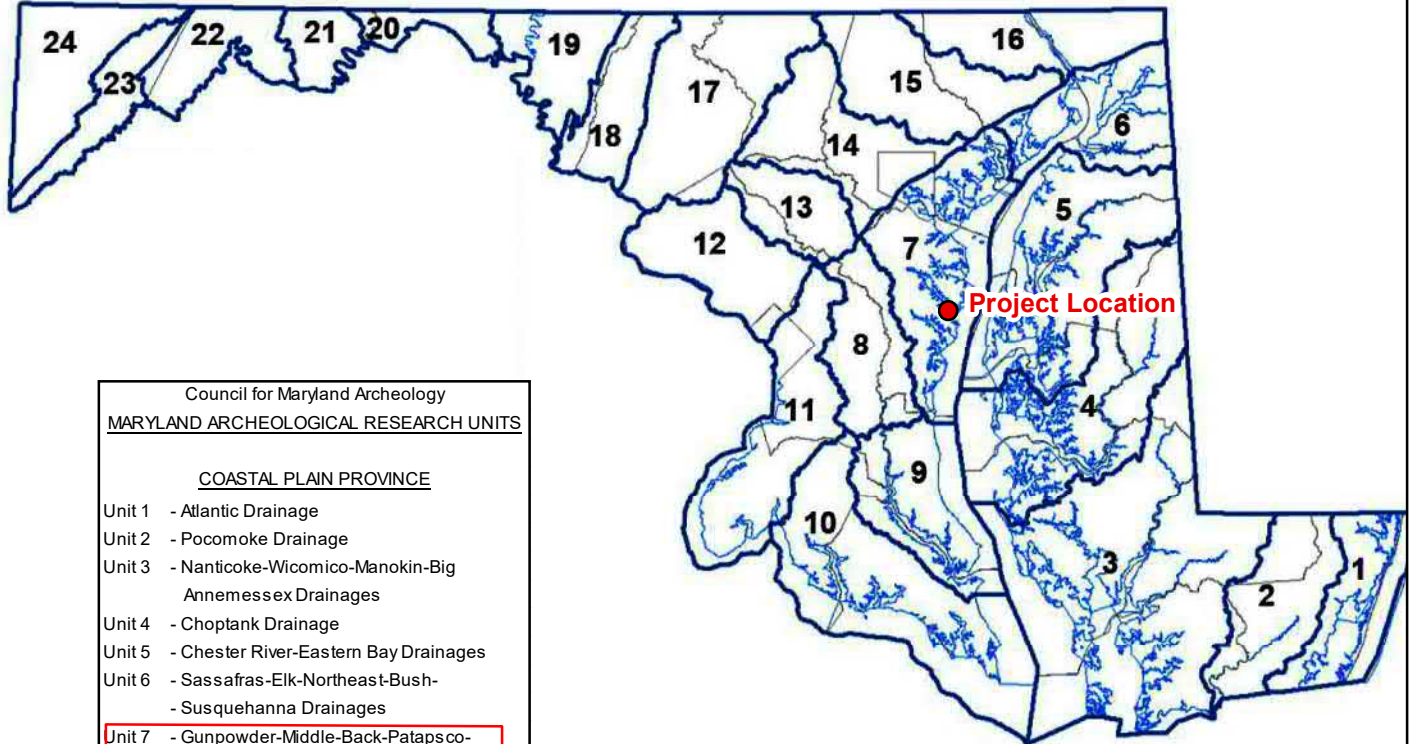 24
23
22
21
20
19
18
17
16
15
14
13
12
11
10
9
8
7
6
5
4
3
2
1
Project Location
Council for Maryland Archeology
MARYLAND ARCHEOLOGICAL RESEARCH UNITS
COASTAL PLAIN PROVINCE
Unit 1 - Atlantic Drainage
Unit 2 - Pocomoke Drainage
Unit 3 - Nanticoke-Wicomico-Manokin-Big
Annemessex Drainages
Unit 4 - Choptank Drainage
Unit 5 - Chester River-Eastern Bay Drainages
Unit 6 - Sassafras-Elk-Northeast-Bush-
- Susquehanna Drainages
Unit 7 - Gunpowder-Middle-Back-Patapsco-